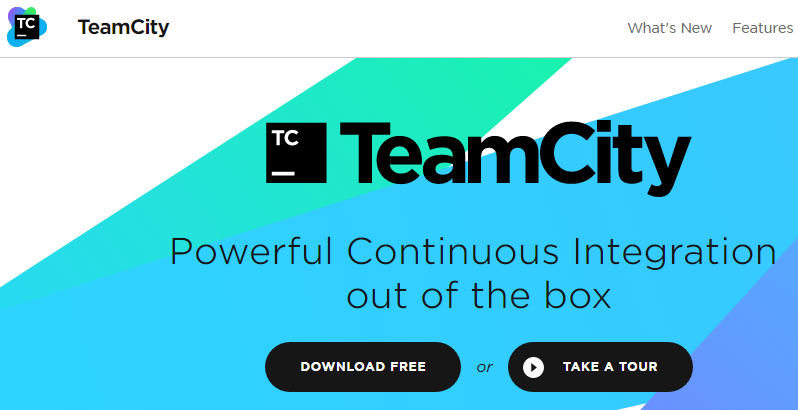 TC TeamCity What's New Features
TC TeamCity
Powerful Continuous Integration
out of the box
DOWNLOAD FREE or TAKE A TOUR